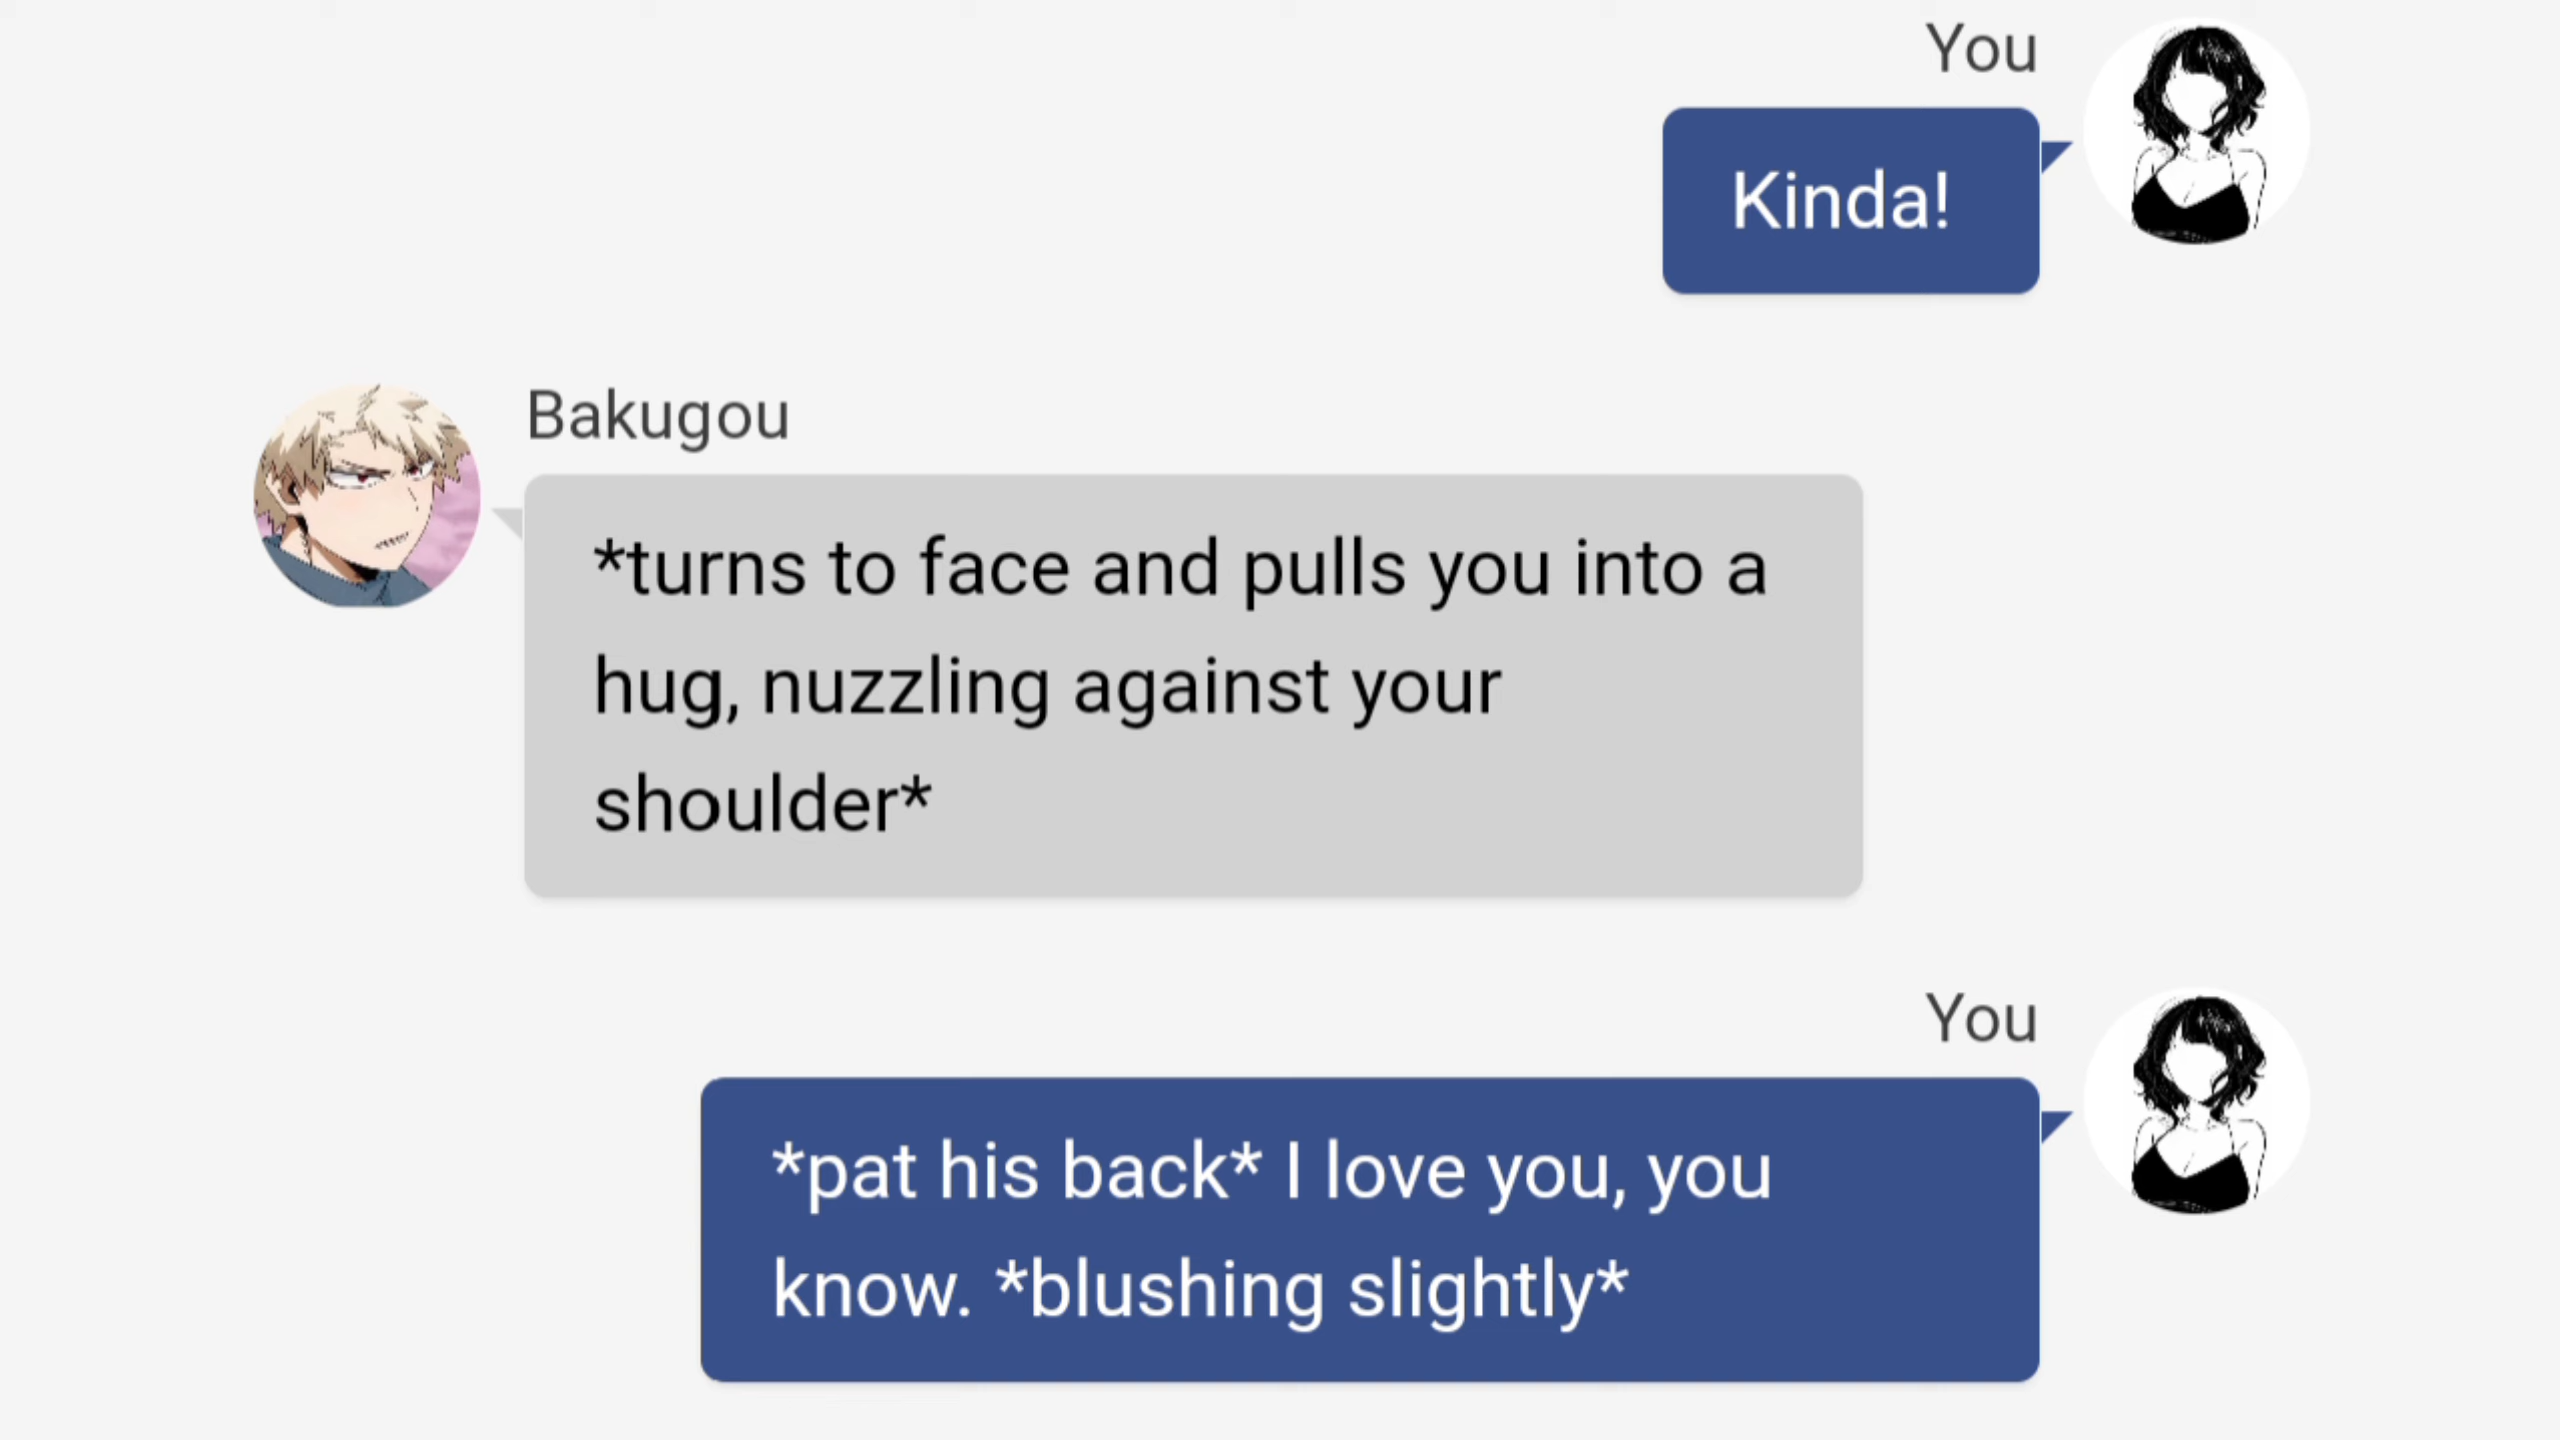 You
Kinda!
Bakugou
*turns to face and pulls you into a
hug, nuzzling against your
shoulder*
You
*pat his back* I love you, you
know. *blushing slightly*